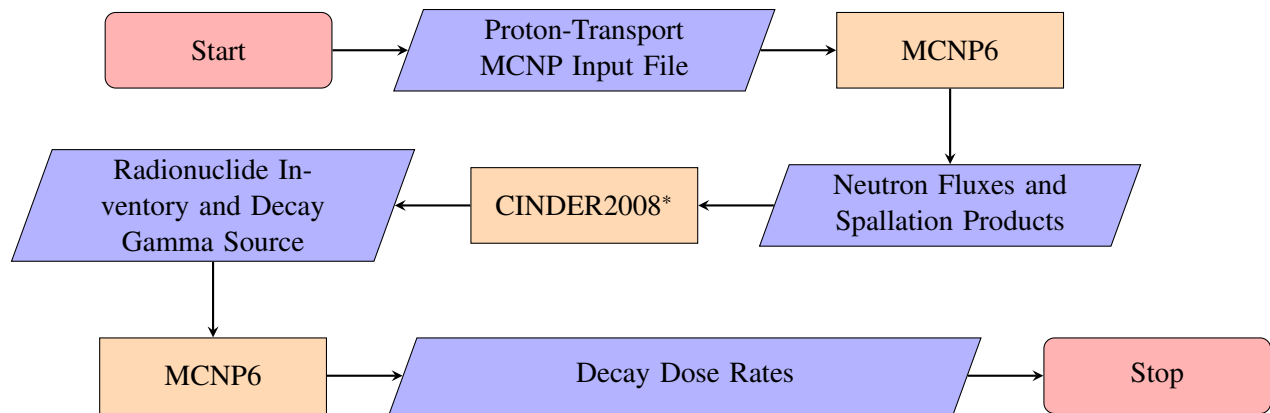 Start
Proton-Transport
MCNP Input File
MCNP6
Neutron Fluxes and
Spallation Products
CINDER2008*
Radionuclide In-
ventory and Decay
Gamma Source
MCNP6
Decay Dose Rates
Stop